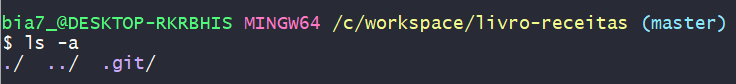 bia7_@DESKTOP-RKRBHIS MINGW64 /c/workspace/livro-receitas (master)
$ ls -a
./  ../  .git/